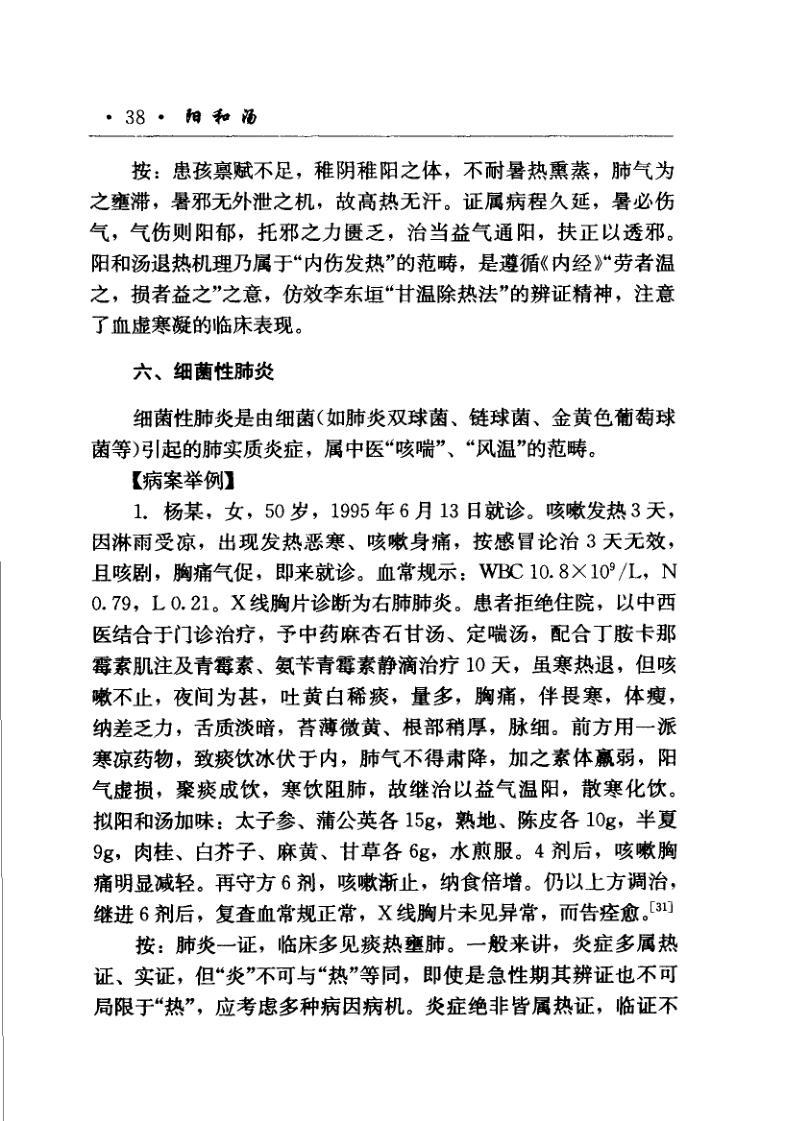 · 38 · 阳和汤
按：患孩禀赋不足，稚阴稚阳之体，不耐暑热熏蒸，肺气为
之壅滞，暑邪无外泄之机，故高热无汗。证属病程久延，暑必伤
气，气伤则阳郁，托邪之力匮乏，治当益气通阳，扶正以透邪。
阳和汤退热机理乃属于“内伤发热”的范畴，是遵循《内经》“劳者温
之，损者益之”之意，仿效李东垣“甘温除热法”的辨证精神，注意
了血虚寒凝的临床表现。
六、细菌性肺炎
细菌性肺炎是由细菌（如肺炎双球菌、链球菌、金黄色葡萄球
菌等）引起的肺实质炎症，属中医“咳喘”、“风温”的范畴。
【病案举例】
1. 杨某，女，50岁，1995年6月13日就诊。咳嗽发热3天，
因淋雨受凉，出现发热恶寒、咳嗽身痛，按感冒论治3天无效，
且咳剧，胸痛气促，即来就诊。血常规示：WBC 10.8×10⁹/L，N
0.79，L 0.21。X线胸片诊断为右肺肺炎。患者拒绝住院，以中西
医结合于门诊治疗，予中药麻杏石甘汤、定喘汤，配合丁胺卡那
霉素肌注及青霉素、氨苄青霉素静滴治疗10天，虽寒热退，但咳
嗽不止，夜间为甚，吐黄白稀痰，量多，胸痛，伴畏寒，体瘦，
纳差乏力，舌质淡暗，苔薄微黄、根部稍厚，脉细。前方用一派
寒凉药物，致痰饮冰伏于内，肺气不得肃降，加之素体羸弱，阳
气虚损，聚痰成饮，寒饮阻肺，故继治以益气温阳，散寒化饮。
拟阳和汤加味：太子参、蒲公英各15g，熟地、陈皮各10g，半夏
9g，肉桂、白芥子、麻黄、甘草各6g，水煎服。4剂后，咳嗽胸
痛明显减轻。再守方6剂，咳嗽渐止，纳食倍增。仍以上方调治，
继进6剂后，复查血常规正常，X线胸片未见异常，而告痊愈。[31]
按：肺炎一证，临床多见痰热壅肺。一般来讲，炎症多属热
证、实证，但“炎”不可与“热”等同，即使是急性期其辨证也不可
局限于“热”，应考虑多种病因病机。炎症绝非皆属热证，临证不